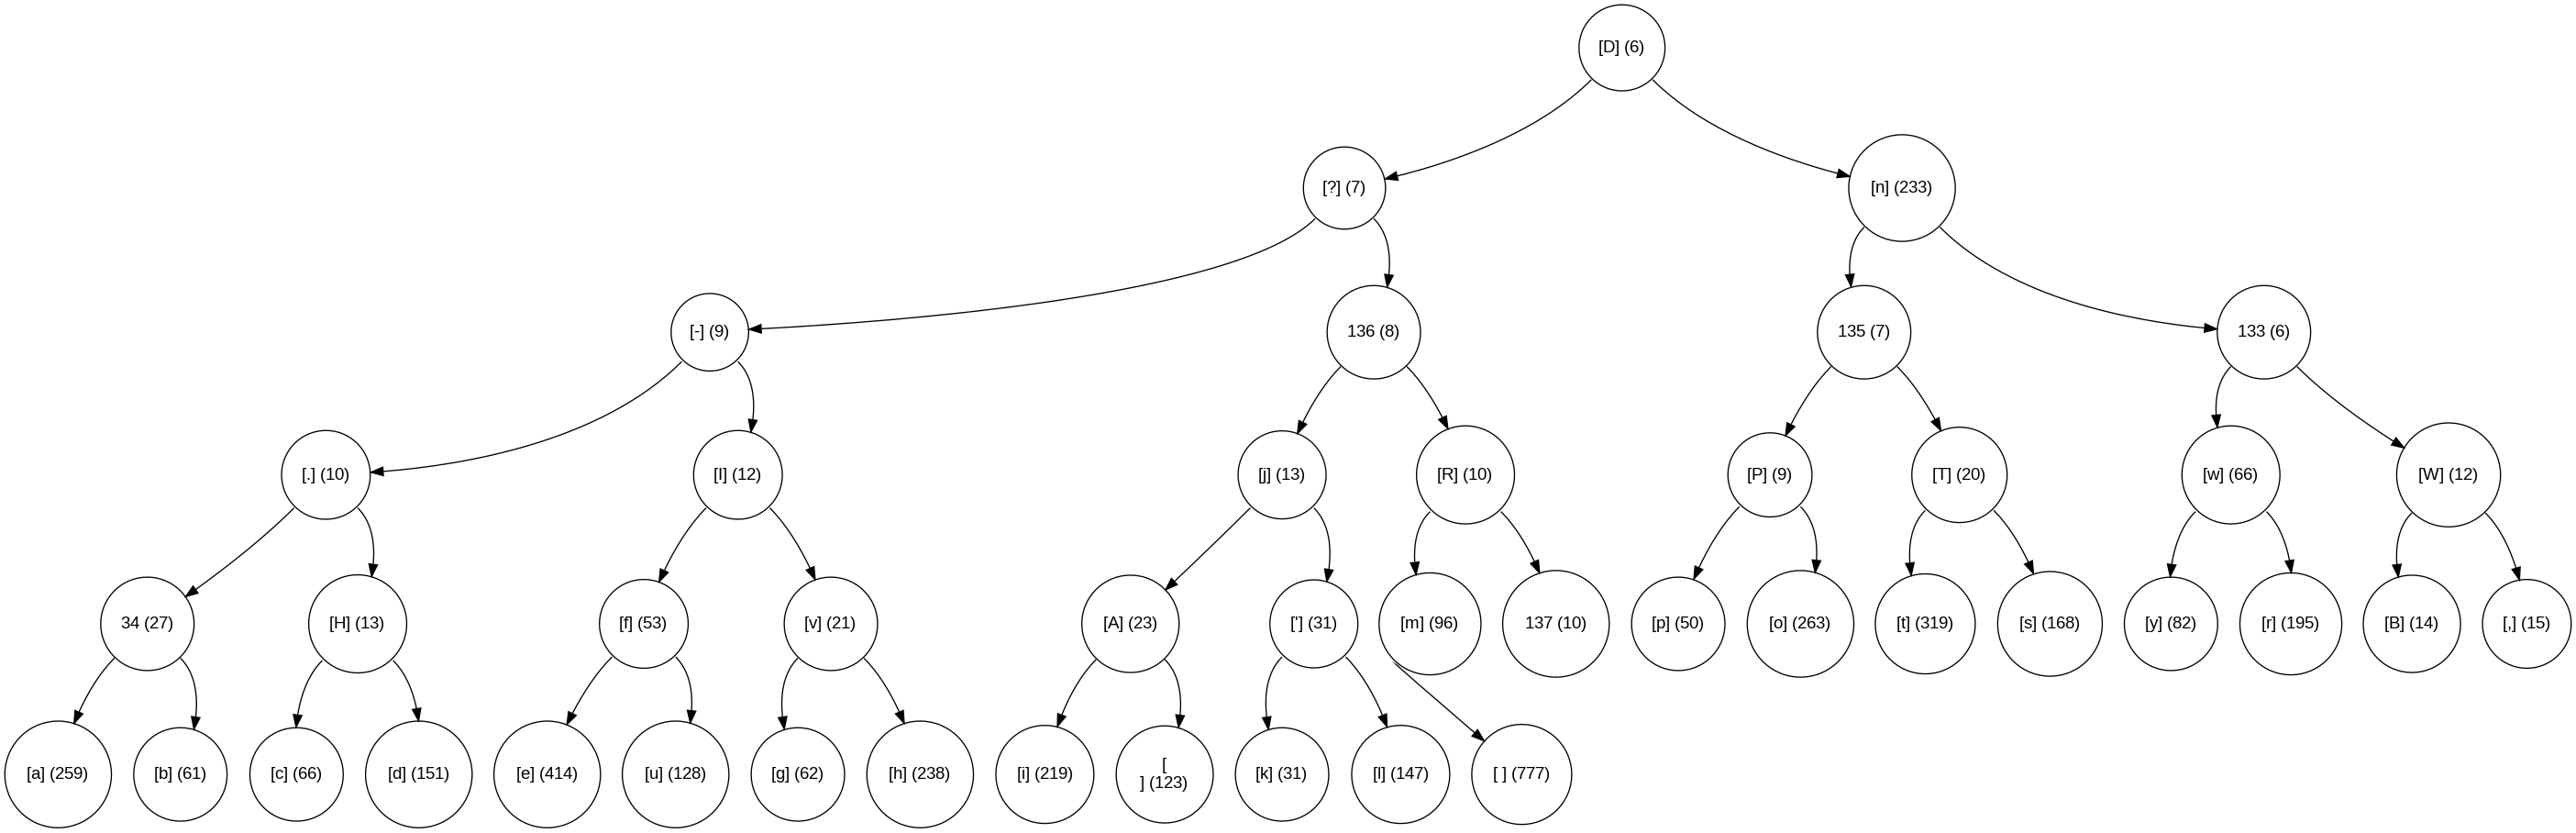 [D] (6)
[?] (7)
[n] (233)
[-] (9)
136 (8)
135 (7)
133 (6)
[.] (10)
[I] (12)
[j] (13)
[R] (10)
[P] (9)
[T] (20)
[w] (66)
[W] (12)
34 (27)
[H] (13)
[f] (53)
[v] (21)
[A] (23)
['] (31)
[m] (96)
137 (10)
[p] (50)
[o] (263)
[t] (319)
[s] (168)
[y] (82)
[r] (195)
[B] (14)
[,] (15)
[a] (259)
[b] (61)
[c] (66)
[d] (151)
[e] (414)
[u] (128)
[g] (62)
[h] (238)
[i] (219)
[
] (123)
[k] (31)
[l] (147)
[ ] (777)